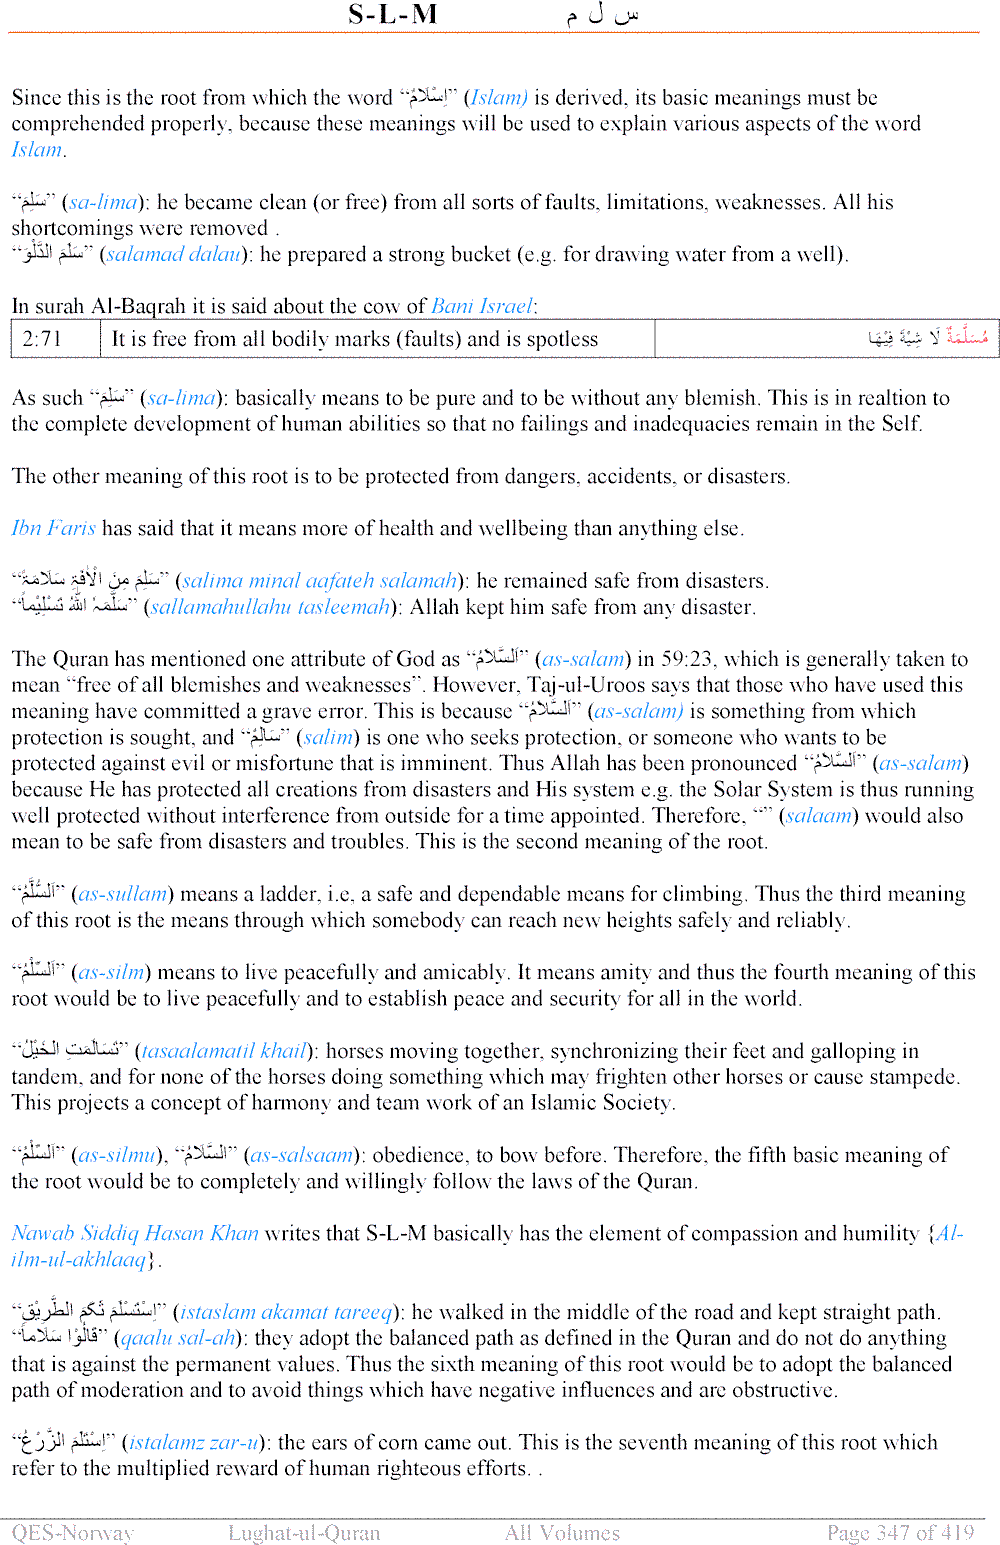 S-L-M س ل م
Since this is the root from which the word “اِسْلَامٌ” (Islam) is derived, its basic meanings must be
comprehended properly, because these meanings will be used to explain various aspects of the word
Islam.
“سَلِمَ” (sa-lima): he became clean (or free) from all sorts of faults, limitations, weaknesses. All his
shortcomings were removed .
“سَلَمَ الدَّلْوَ” (salamad dalau): he prepared a strong bucket (e.g. for drawing water from a well).
In surah Al-Baqrah it is said about the cow of Bani Israel:
2:71 It is free from all bodily marks (faults) and is spotless مُسَلَّمَةٌ لَا شِيَةَ فِيْهَا
As such “سَلِمَ” (sa-lima): basically means to be pure and to be without any blemish. This is in realtion to
the complete development of human abilities so that no failings and inadequacies remain in the Self.
The other meaning of this root is to be protected from dangers, accidents, or disasters.
Ibn Faris has said that it means more of health and wellbeing than anything else.
“سَلِمَ مِنَ الْاٰفَۃِ سَلَامَۃً” (salima minal aafateh salamah): he remained safe from disasters.
“سَلَّمَہُ اللہُ تَسْلِيْماً” (sallamahullahu tasleemah): Allah kept him safe from any disaster.
The Quran has mentioned one attribute of God as “اَلسَّلَامُ” (as-salam) in 59:23, which is generally taken to
mean “free of all blemishes and weaknesses”. However, Taj-ul-Uroos says that those who have used this
meaning have committed a grave error. This is because “اَلسَّلَامُ” (as-salam) is something from which
protection is sought, and “سَالِمٌ” (salim) is one who seeks protection, or someone who wants to be
protected against evil or misfortune that is imminent. Thus Allah has been pronounced “اَلسَّلَامُ” (as-salam)
because He has protected all creations from disasters and His system e.g. the Solar System is thus running
well protected without interference from outside for a time appointed. Therefore, “” (salaam) would also
mean to be safe from disasters and troubles. This is the second meaning of the root.
“اَلسُّلَّمُ” (as-sullam) means a ladder, i.e, a safe and dependable means for climbing. Thus the third meaning
of this root is the means through which somebody can reach new heights safely and reliably.
“اَلسِّلْمُ” (as-silm) means to live peacefully and amicably. It means amity and thus the fourth meaning of this
root would be to live peacefully and to establish peace and security for all in the world.
“تَسَالَمَتِ الْخَيْلُ” (tasaalamatil khail): horses moving together, synchronizing their feet and galloping in
tandem, and for none of the horses doing something which may frighten other horses or cause stampede.
This projects a concept of harmony and team work of an Islamic Society.
“اَلسِّلْمُ” (as-silmu), “السَّلَامُ” (as-salsaam): obedience, to bow before. Therefore, the fifth basic meaning of
the root would be to completely and willingly follow the laws of the Quran.
Nawab Siddiq Hasan Khan writes that S-L-M basically has the element of compassion and humility {Al-
ilm-ul-akhlaaq}.
“اِسْتَسْلَمَ ثَكَمَ الطَّرِيْقِ” (istaslam akamat tareeq): he walked in the middle of the road and kept straight path.
“قَالُوْا سَلَاماً” (qaalu sal-ah): they adopt the balanced path as defined in the Quran and do not do anything
that is against the permanent values. Thus the sixth meaning of this root would be to adopt the balanced
path of moderation and to avoid things which have negative influences and are obstructive.
“اِسْتَلَمَ الزَّرْعُ” (istalamz zar-u): the ears of corn came out. This is the seventh meaning of this root which
refer to the multiplied reward of human righteous efforts. .
QES-Norway Lughat-ul-Quran All Volumes Page 347 of 419